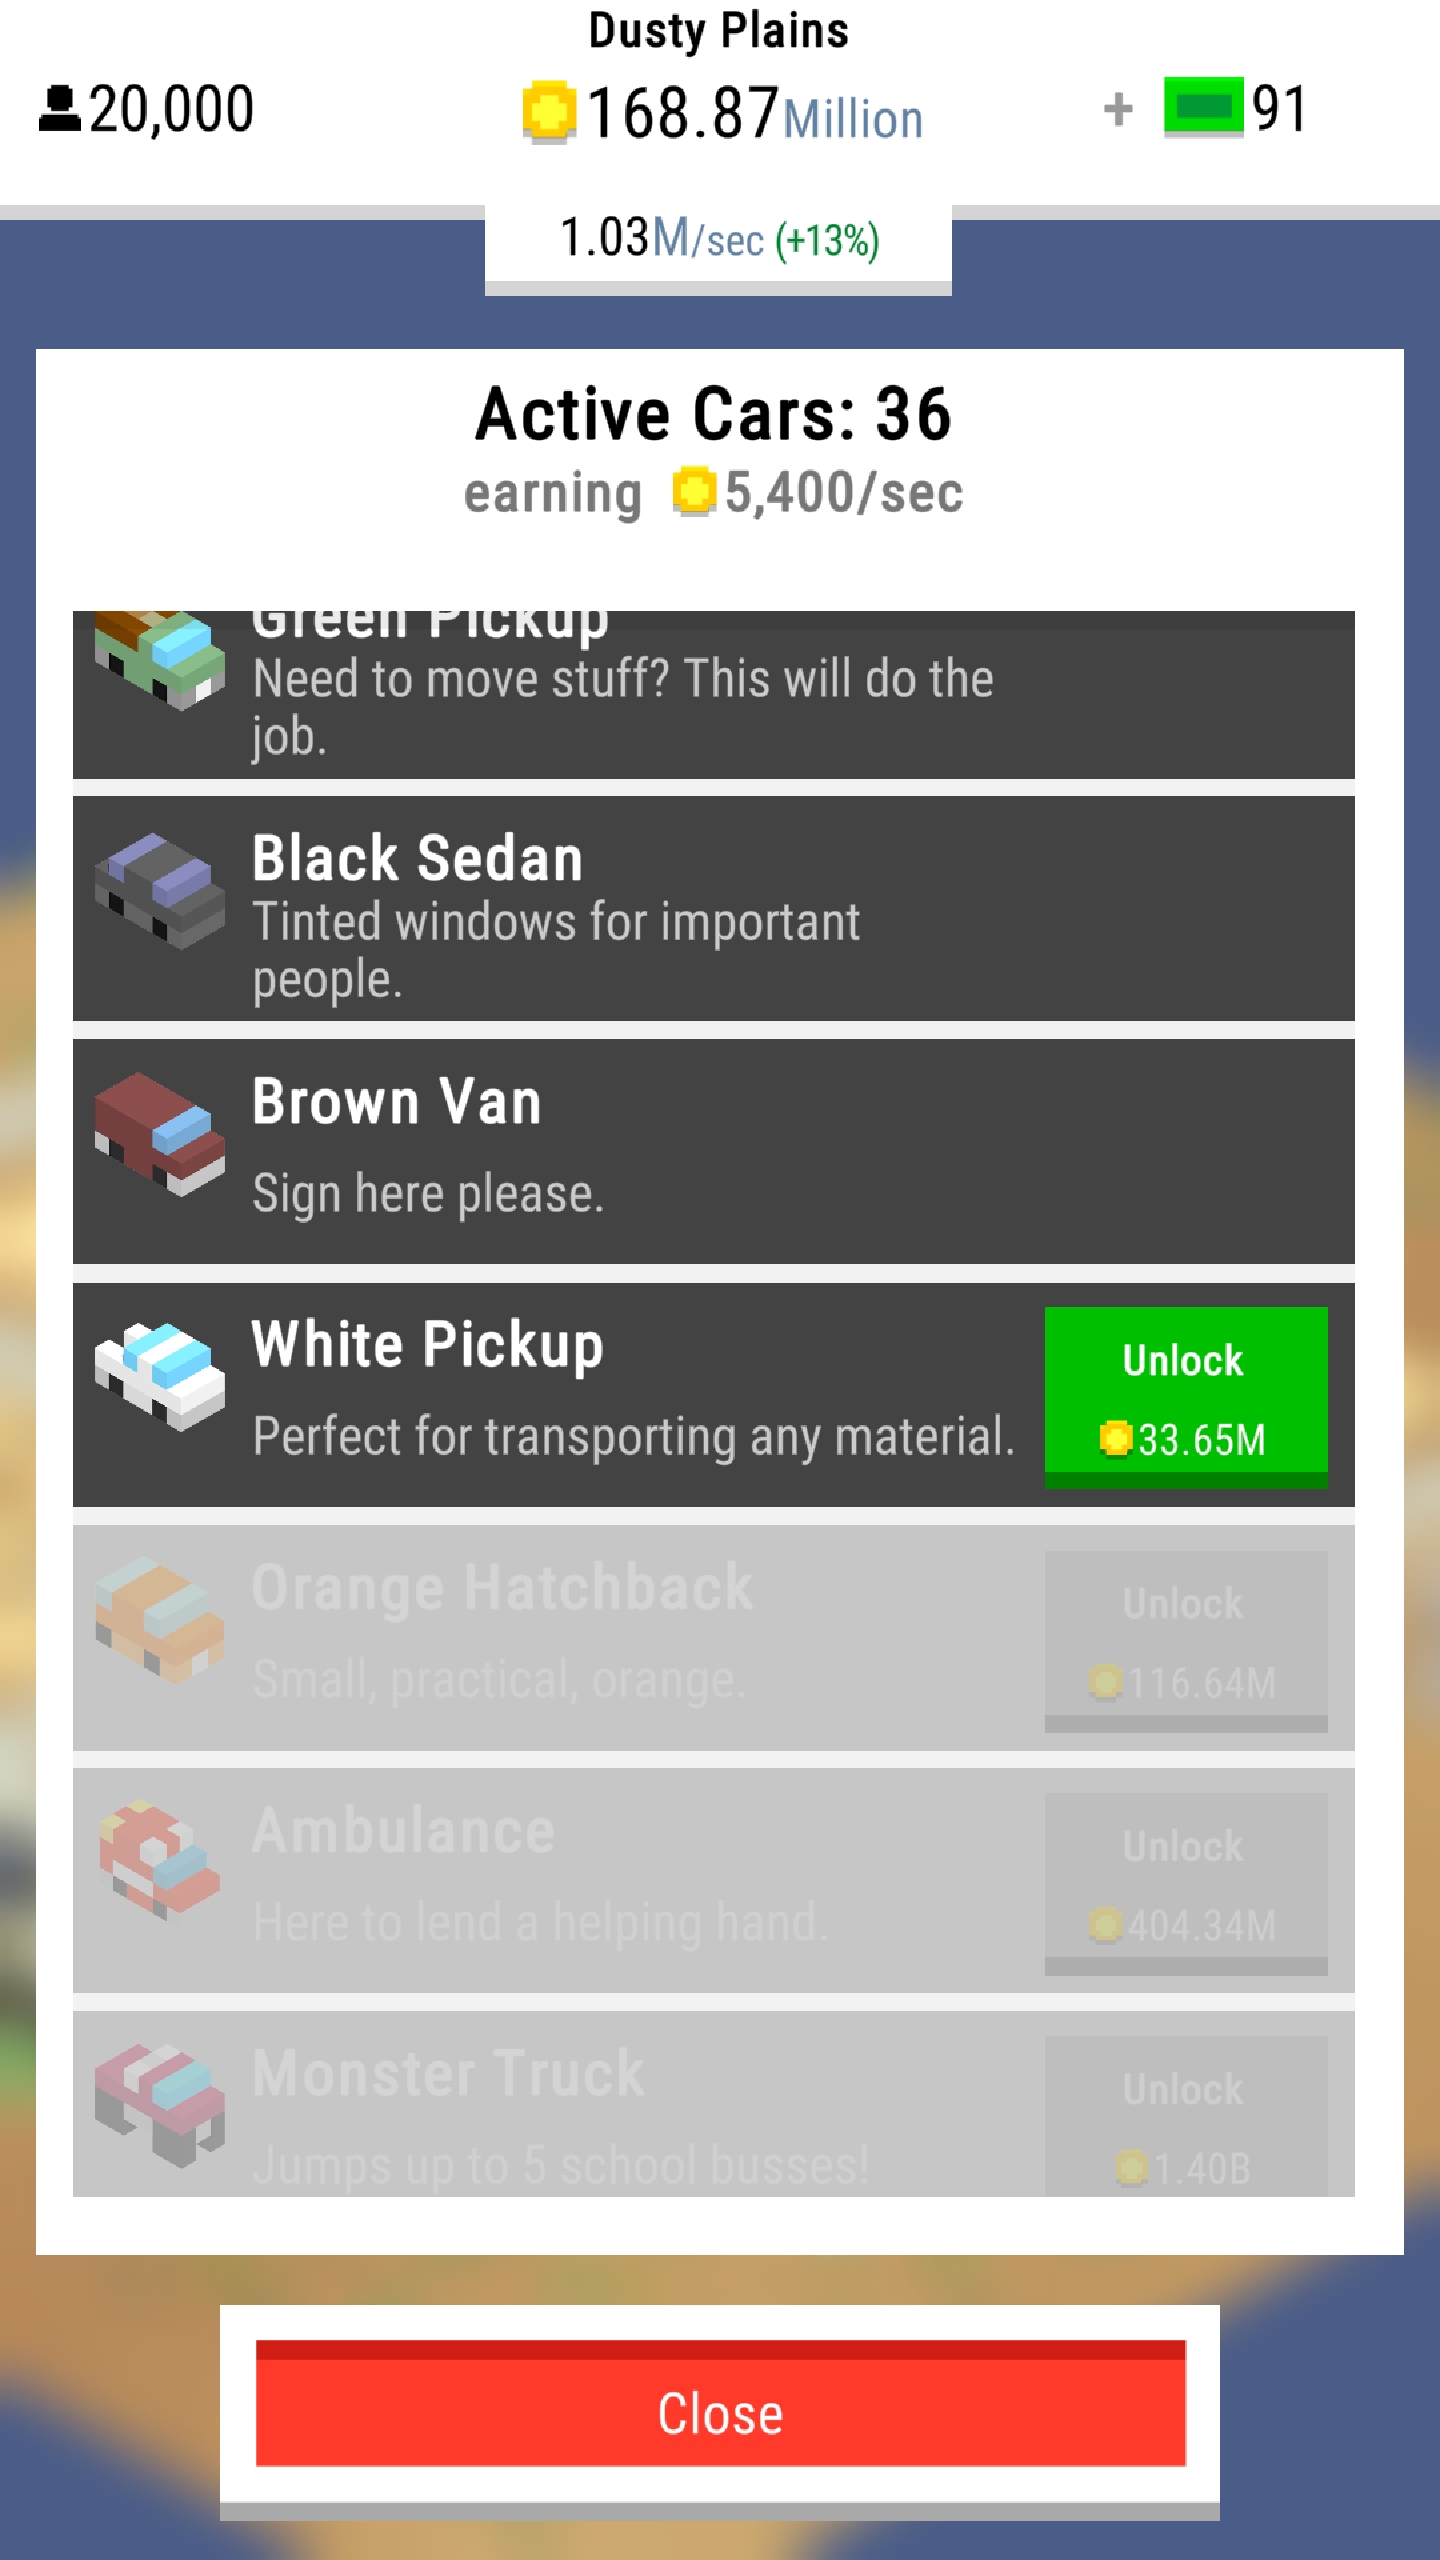 Dusty Plains
20,000
168.87Million
+ 91
1.03M/sec (+13%)
Active Cars: 36
earning 5,400/sec
Green Pickup
Need to move stuff? This will do the
job.
Black Sedan
Tinted windows for important
people.
Brown Van
Sign here please.
White Pickup
Perfect for transporting any material.
Unlock
33.65M
Orange Hatchback
Small, practical, orange.
Unlock
116.64M
Ambulance
Here to lend a helping hand.
Unlock
404.34M
Monster Truck
Jumps up to 5 school busses!
Unlock
1.40B
Close